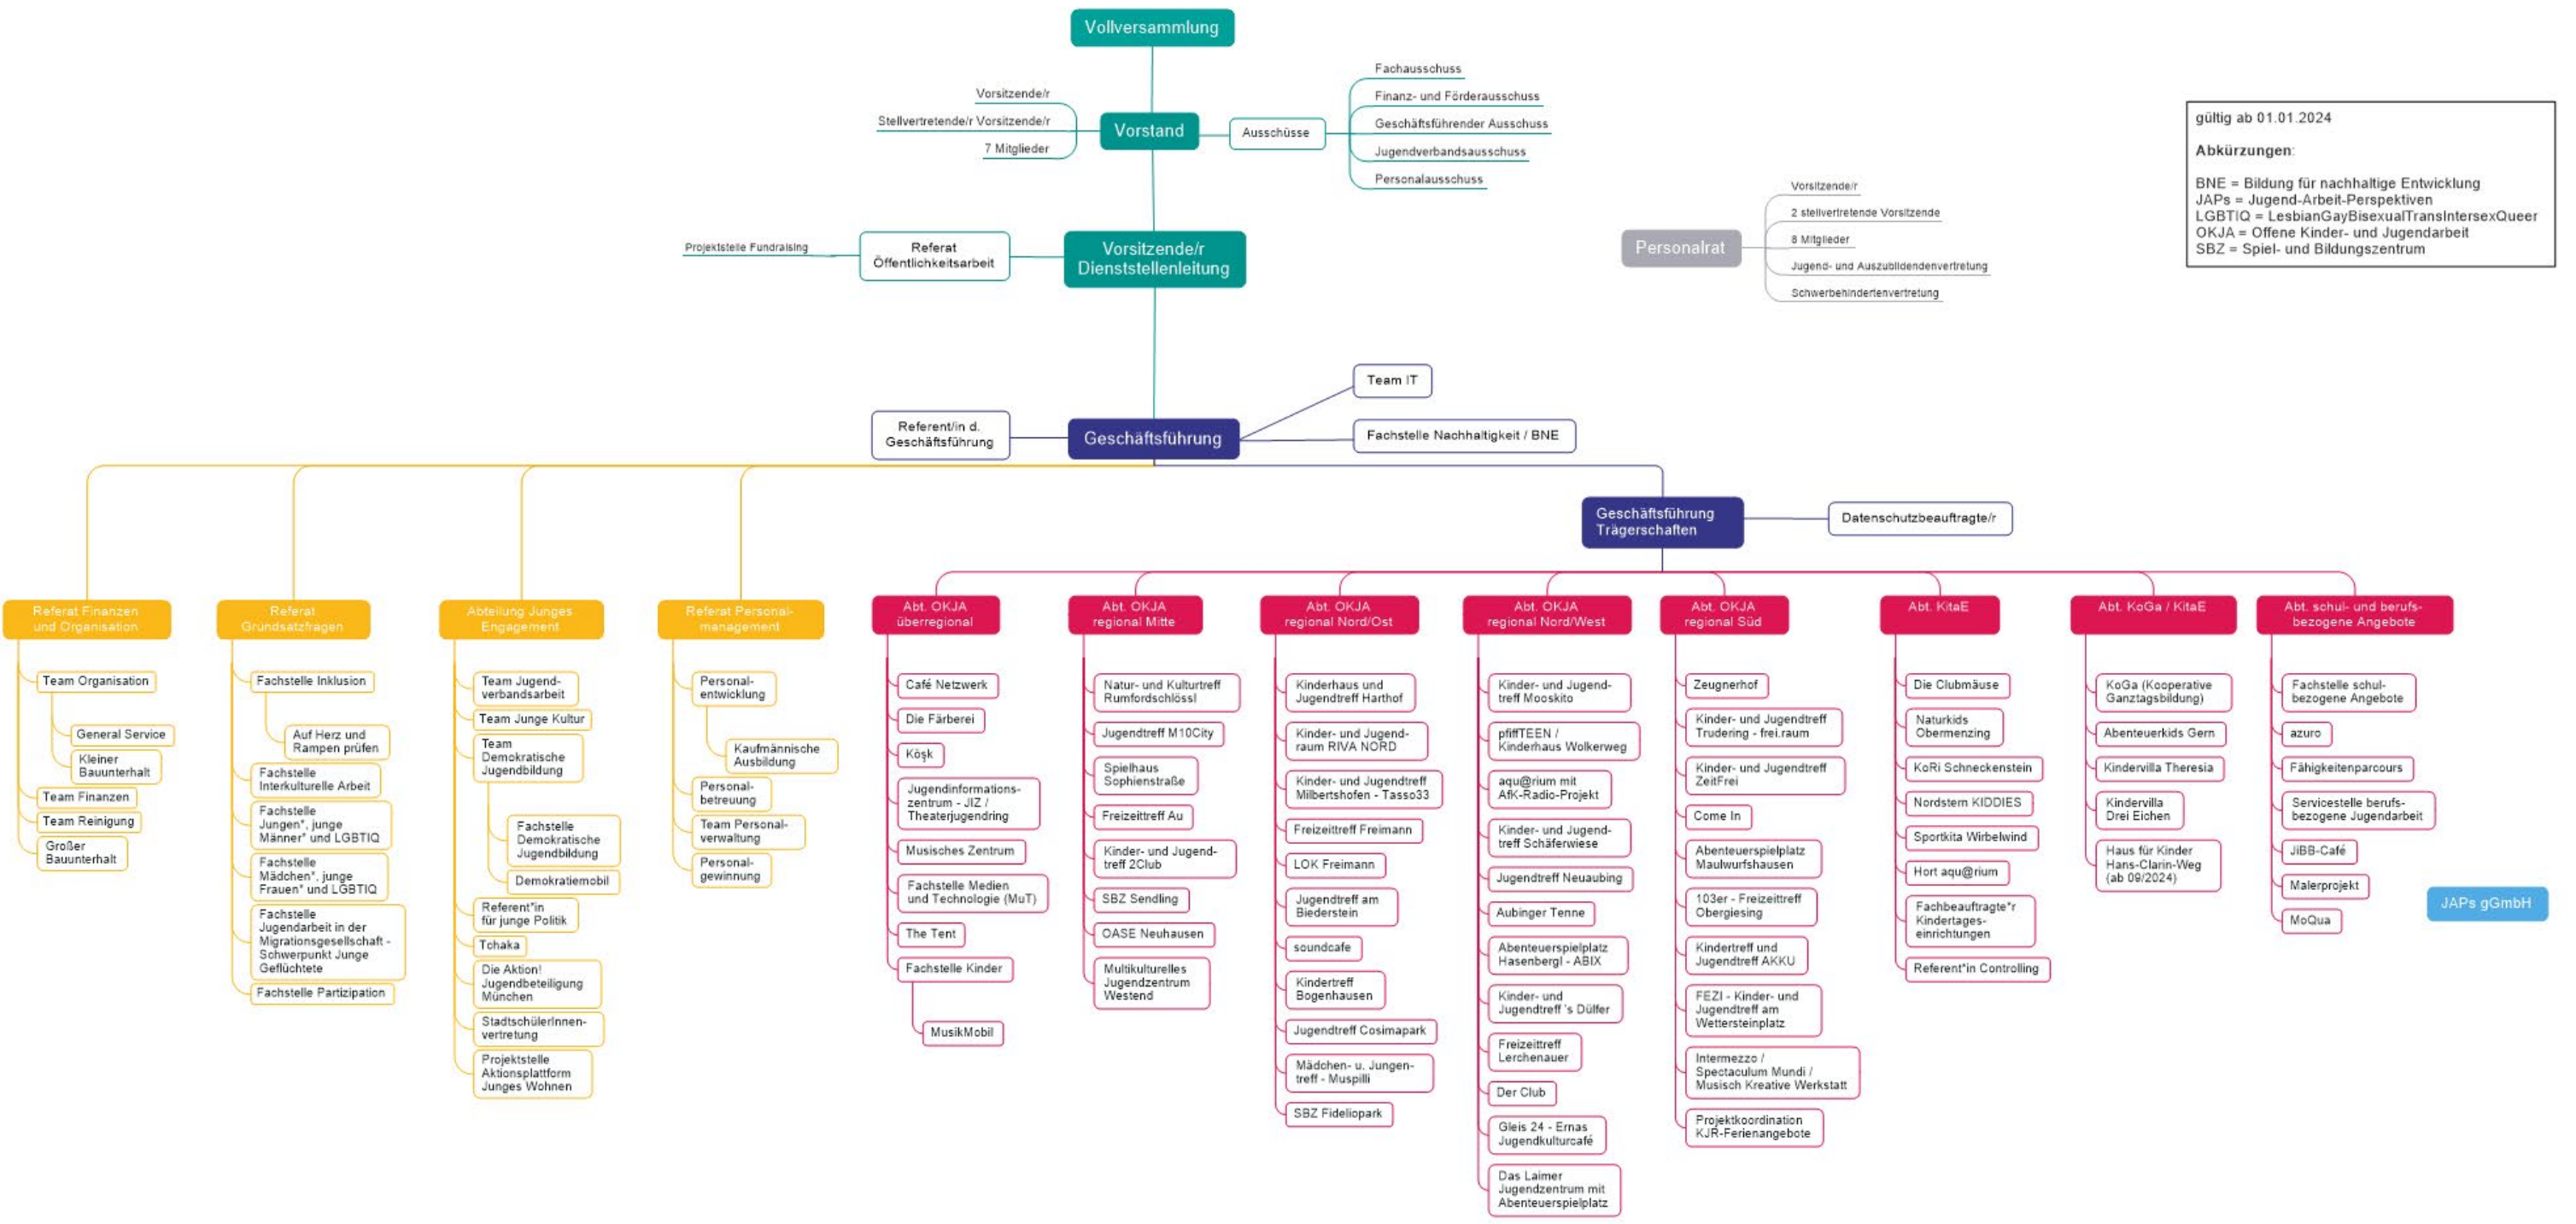 Vollversammlung
Vorsitzende/r
Stellvertretende/r Vorsitzende/r
7 Mitglieder
Vorstand
Ausschüsse
Fachausschuss
Finanz- und Förderausschuss
Geschäftsführender Ausschuss
Jugendverbandsausschuss
Personalausschuss
gültig ab 01.01.2024
Abkürzungen:
BNE = Bildung für nachhaltige Entwicklung
JAPs = Jugend-Arbeit-Perspektiven
LGBTIQ = LesbianGayBisexualTransIntersexQueer
OKJA = Offene Kinder- und Jugendarbeit
SBZ = Spiel- und Bildungszentrum
Projektstelle Fundraising
Referat
Öffentlichkeitsarbeit
Vorsitzende/r
Dienststellenleitung
Personalrat
Vorsitzende/r
2 stellvertretende Vorsitzende
8 Mitglieder
Jugend- und Auszubildendenvertretung
Schwerbehindertenvertretung
Team IT
Referent/in d.
Geschäftsführung
Geschäftsführung
Fachstelle Nachhaltigkeit / BNE
Geschäftsführung
Trägerschaften
Datenschutzbeauftragte/r
Referat Finanzen
und Organisation
Team Organisation
General Service
Kleiner
Bauunterhalt
Team Finanzen
Team Reinigung
Großer
Bauunterhalt
Referat
Grundsatzfragen
Fachstelle Inklusion
Auf Herz und
Rampen prüfen
Fachstelle
Interkulturelle Arbeit
Fachstelle
Jungen*, junge
Männer* und LGBTIQ
Fachstelle
Mädchen*, junge
Frauen* und LGBTIQ
Fachstelle
Jugendarbeit in der
Migrationsgesellschaft -
Schwerpunkt Junge
Geflüchtete
Fachstelle Partizipation
Abteilung Junges
Engagement
Team Jugend-
verbandsarbeit
Team Junge Kultur
Team
Demokratische
Jugendbildung
Fachstelle
Demokratische
Jugendbildung
Demokratiemobil
Referent*in
für junge Politik
Tchaka
Die Aktion!
Jugendbeteiligung
München
StadtschülerInnen-
vertretung
Projektstelle
Aktionsplattform
Junges Wohnen
Referat Personal-
management
Personal-
entwicklung
Kaufmännische
Ausbildung
Personal-
betreuung
Team Personal-
verwaltung
Personal-
gewinnung
Abt. OKJA
überregional
Café Netzwerk
Die Färberei
Köşk
Jugendinformations-
zentrum - JIZ /
Theaterjugendring
Musisches Zentrum
Fachstelle Medien
und Technologie (MuT)
The Tent
Fachstelle Kinder
MusikMobil
Abt. OKJA
regional Mitte
Natur- und Kulturtreff
Rumfordschlössl
Jugendtreff M10City
Spielhaus
Sophienstraße
Freizeittreff Au
Kinder- und Jugend-
treff 2Club
SBZ Sendling
OASE Neuhausen
Multikulturelles
Jugendzentrum
Westend
Abt. OKJA
regional Nord/Ost
Kinderhaus und
Jugendtreff Harthof
Kinder- und Jugend-
raum RIVA NORD
Kinder- und Jugendtreff
Milbertshofen - Tasso33
Freizeittreff Freimann
LOK Freimann
Jugendtreff am
Biederstein
soundcafe
Kindertreff
Bogenhausen
Jugendtreff Cosimapark
Mädchen- u. Jungen-
treff - Muspilli
SBZ Fideliopark
Abt. OKJA
regional Nord/West
Kinder- und Jugend-
treff Mooskito
pfiffTEEN /
Kinderhaus Wolkerweg
aqu@rium mit
AfK-Radio-Projekt
Kinder- und Jugend-
treff Schäferwiese
Jugendtreff Neuaubing
Aubinger Tenne
Abenteuerspielplatz
Hasenbergl - ABIX
Kinder- und
Jugendtreff 's Dülfer
Freizeittreff
Lerchenauer
Der Club
Gleis 24 - Ernas
Jugendkulturcafé
Das Laimer
Jugendzentrum mit
Abenteuerspielplatz
Abt. OKJA
regional Süd
Zeugnerhof
Kinder- und Jugendtreff
Trudering - frei.raum
Kinder- und Jugendtreff
ZeitFrei
Come In
Abenteuerspielplatz
Maulwurfshausen
103er - Freizeittreff
Obergiesing
Kindertreff und
Jugendtreff AKKU
FEZI - Kinder- und
Jugendtreff am
Wettersteinplatz
Intermezzo /
Spectaculum Mundi /
Musisch Kreative Werkstatt
Projektkoordination
KJR-Ferienangebote
Abt. KitaE
Die Clubmäuse
Naturkids
Obermenzing
KoRi Schneckenstein
Nordstern KIDDIES
Sportkita Wirbelwind
Hort aqu@rium
Fachbeauftragte*r
Kindertages-
einrichtungen
Referent*in Controlling
Abt. KoGa / KitaE
KoGa (Kooperative
Ganztagsbildung)
Abenteuerkids Gern
Kindervilla Theresia
Kindervilla
Drei Eichen
Haus für Kinder
Hans-Clarin-Weg
(ab 09/2024)
Abt. schul- und berufs-
bezogene Angebote
Fachstelle schul-
bezogene Angebote
azuro
Fähigkeitenparcours
Servicestelle berufs-
bezogene Jugendarbeit
JiBB-Café
Malerprojekt
MoQua
JAPs gGmbH